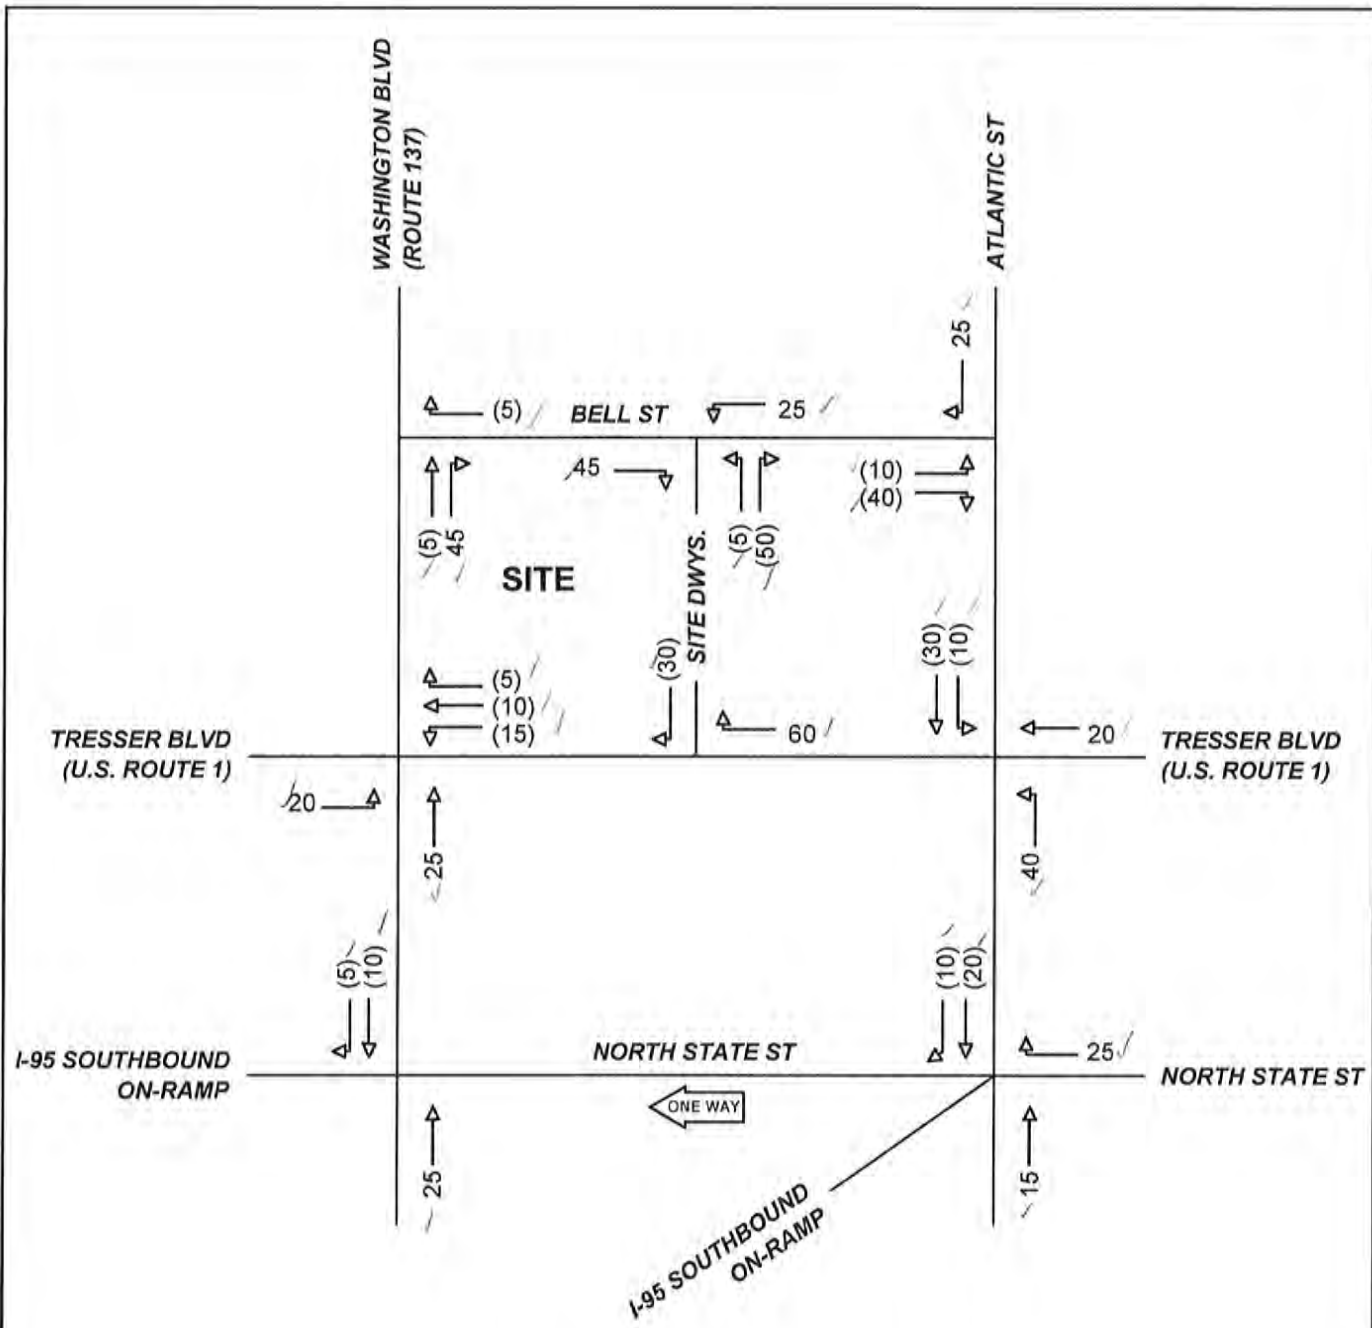 WASHINGTON BLVD
(ROUTE 137)
ATLANTIC ST
25
(5)
BELL ST
25
45
(10)
(40)
(5)
45
(5)
(50)
SITE
SITE DWYS.
(30)
(30)
(10)
(5)
(10)
(15)
60
20
TRESSER BLVD
(U.S. ROUTE 1)
TRESSER BLVD
(U.S. ROUTE 1)
20
25
40
(5)
(10)
(10)
(20)
I-95 SOUTHBOUND
ON-RAMP
NORTH STATE ST
25
NORTH STATE ST
ONE WAY
25
15
I-95 SOUTHBOUND
ON-RAMP